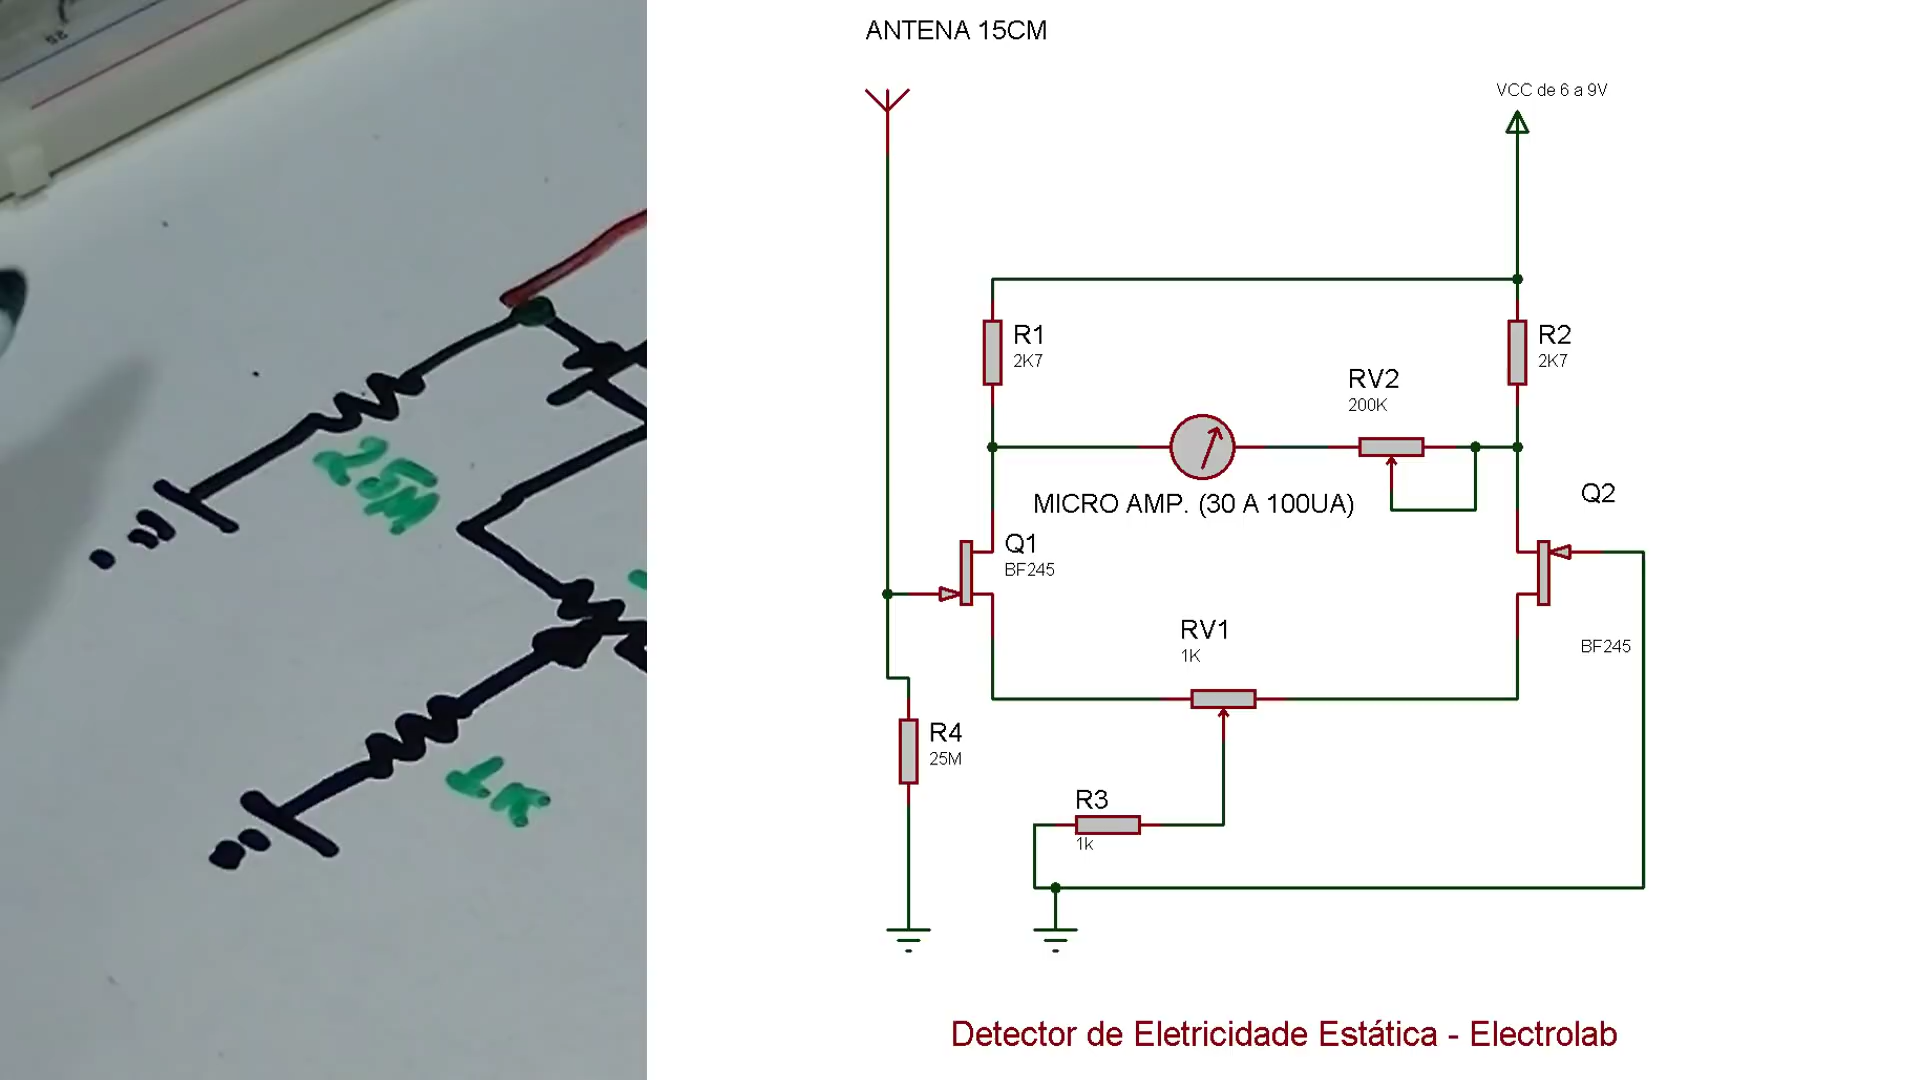 25
25M
1K
ANTENA 15CM
VCC de 6 a 9V
R1
2K7
R2
2K7
RV2
200K
MICRO AMP. (30 A 100UA)
Q2
Q1
BF245
BF245
RV1
1K
R4
25M
R3
1k
Detector de Eletricidade Estática - Electrolab